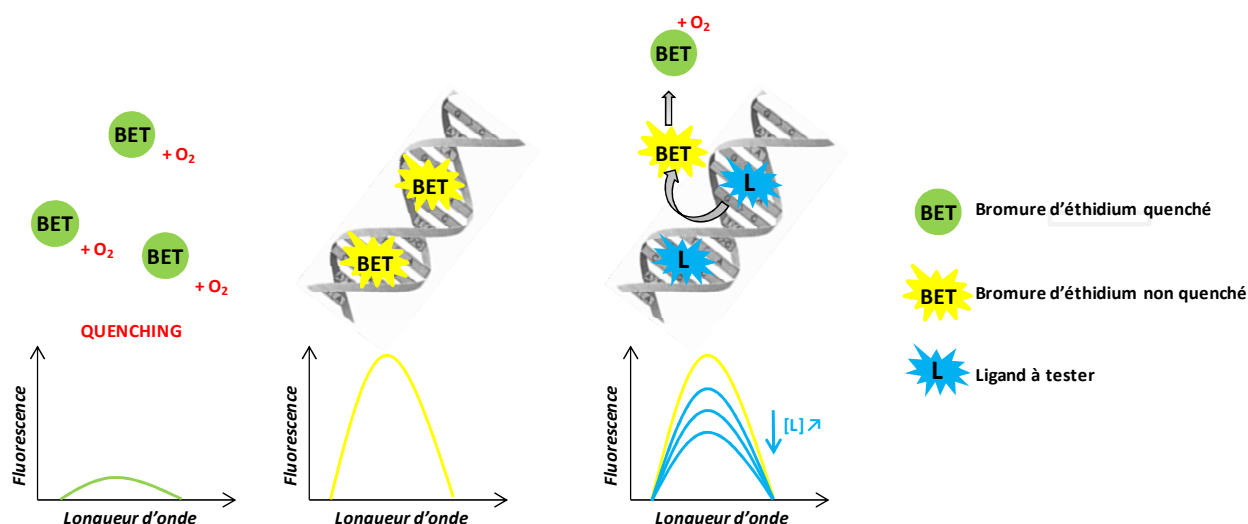 BET
+ O₂
BET
+ O₂
BET
+ O₂
QUENCHING
Fluorescence
Longueur d'onde
BET
BET
Fluorescence
Longueur d'onde
+ O₂
BET
BET
L
L
Fluorescence
[L] ↗
Longueur d'onde
BET Bromure d'éthidium quenché
BET Bromure d'éthidium non quenché
L Ligand à tester